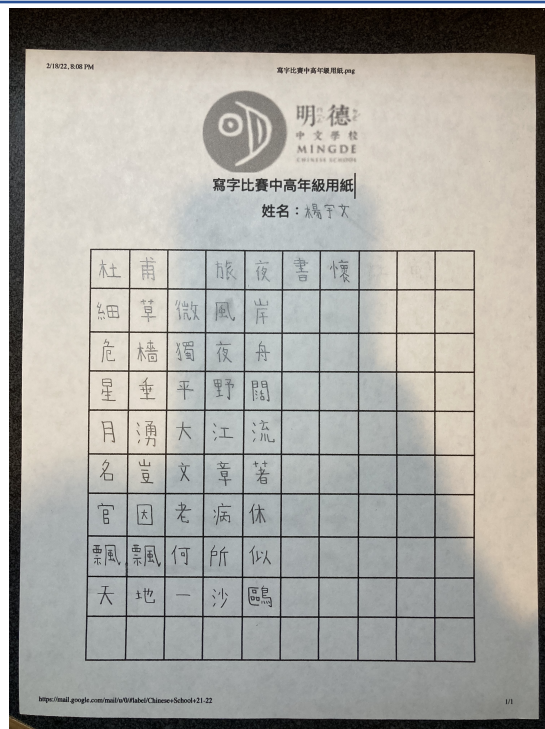 2/18/22, 8:08 PM
寫字比賽中高年級用紙.png
明德
中文學校
MINGDE
CHINESE SCHOOL
寫字比賽中高年級用紙
姓名：楊宇文
杜甫 旅夜書懷
細草微風岸
危檣獨夜舟
星垂平野闊
月湧大江流
名豈文章著
官因老病休
飄飄何所似
天地一沙鷗
https://mail.google.com/mail/u/0/#label/Chinese+School+21-22
1/1